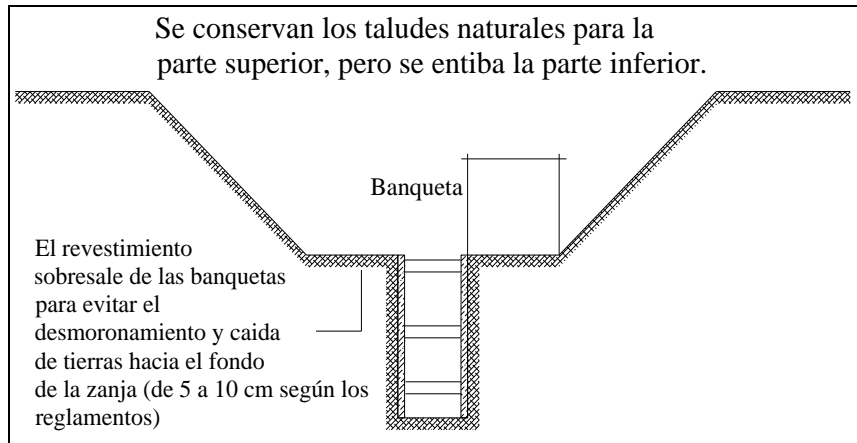 Se conservan los taludes naturales para la
parte superior, pero se entiba la parte inferior.
Banqueta
El revestimiento
sobresale de las banquetas
para evitar el
desmoronamiento y caida
de tierras hacia el fondo
de la zanja (de 5 a 10 cm según los
reglamentos)